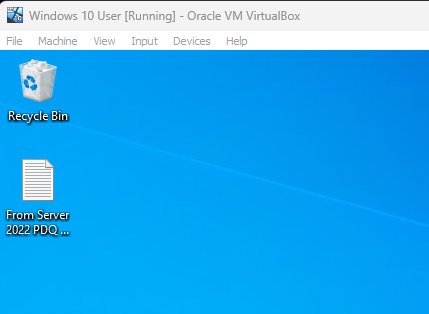 Windows 10 User [Running] - Oracle VM VirtualBox
File Machine View Input Devices Help
Recycle Bin
From Server
2022 PDQ ...